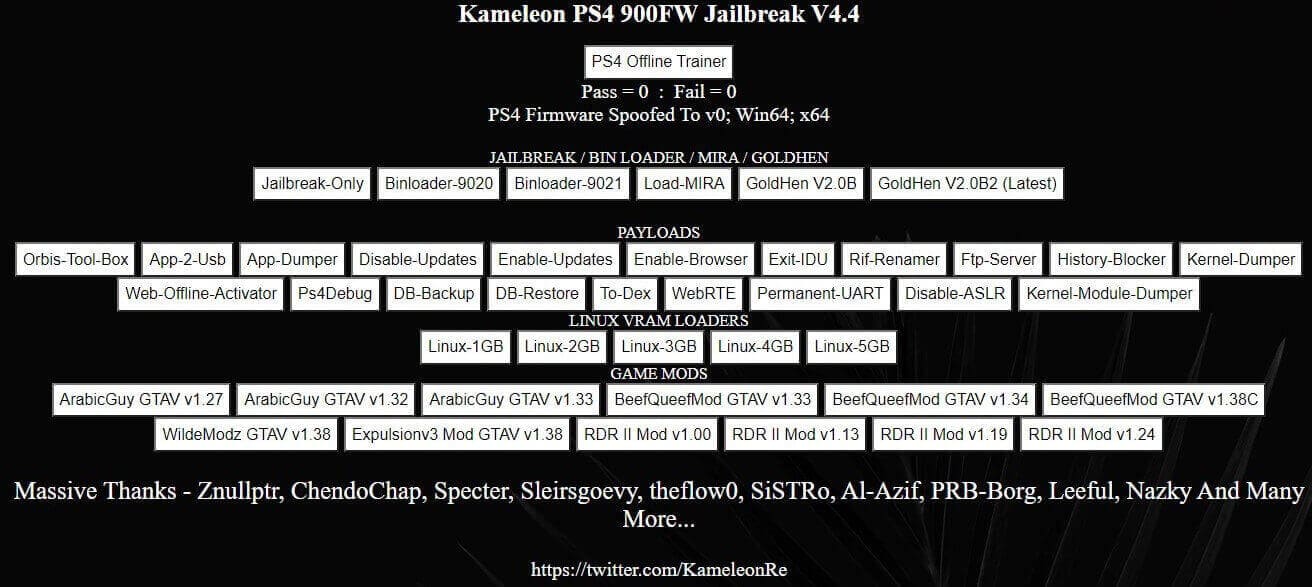 Kameleon PS4 900FW Jailbreak V4.4
PS4 Offline Trainer
Pass = 0 : Fail = 0
PS4 Firmware Spoofed To v0; Win64; x64
JAILBREAK / BIN LOADER / MIRA / GOLDHEN
Jailbreak-Only Binloader-9020 Binloader-9021 Load-MIRA GoldHen V2.0B GoldHen V2.0B2 (Latest)
PAYLOADS
Orbis-Tool-Box App-2-Usb App-Dumper Disable-Updates Enable-Updates Enable-Browser Exit-IDU Rif-Renamer Ftp-Server History-Blocker Kernel-Dumper
Web-Offline-Activator Ps4Debug DB-Backup DB-Restore To-Dex WebRTE Permanent-UART Disable-ASLR Kernel-Module-Dumper
LINUX VRAM LOADERS
Linux-1GB Linux-2GB Linux-3GB Linux-4GB Linux-5GB
GAME MODS
ArabicGuy GTAV v1.27 ArabicGuy GTAV v1.32 ArabicGuy GTAV v1.33 BeefQueefMod GTAV v1.33 BeefQueefMod GTAV v1.34 BeefQueefMod GTAV v1.38C
WildeModz GTAV v1.38 Expulsionv3 Mod GTAV v1.38 RDR II Mod v1.00 RDR II Mod v1.13 RDR II Mod v1.19 RDR II Mod v1.24
Massive Thanks - Znullptr, ChendoChap, Specter, Sleirsgoevy, theflow0, SiSTRo, Al-Azif, PRB-Borg, Leeful, Nazky And Many
More...
https://twitter.com/KameleonRe